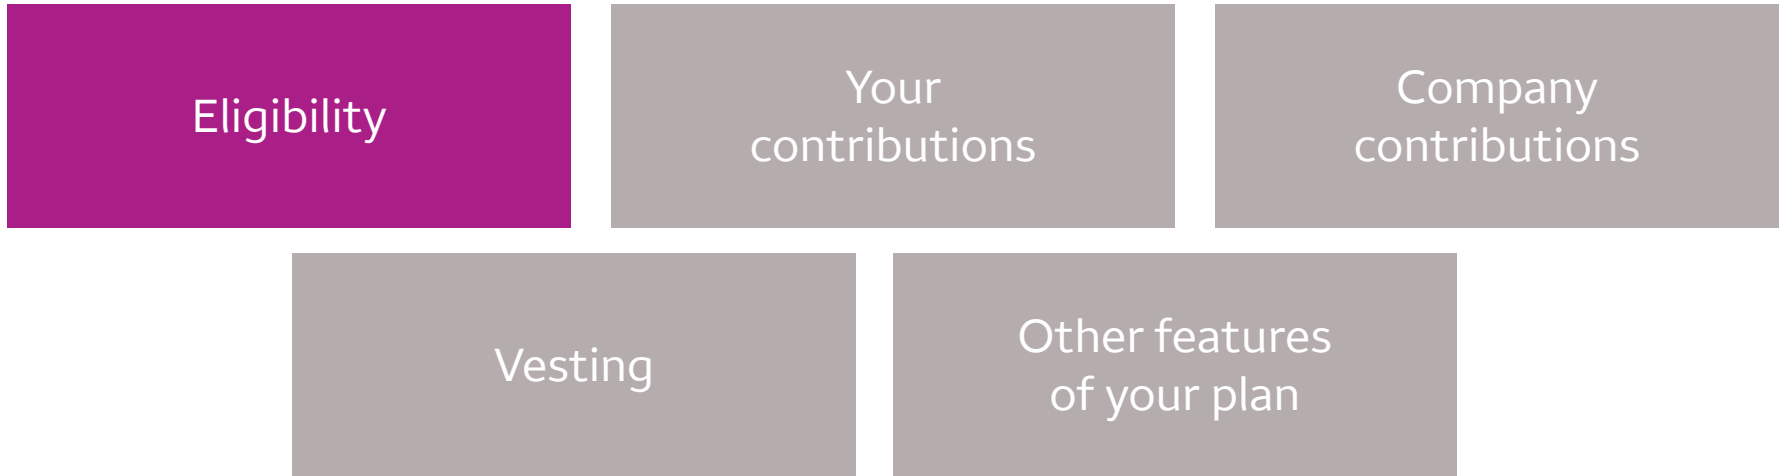 Eligibility
Your
contributions
Company
contributions
Vesting
Other features
of your plan